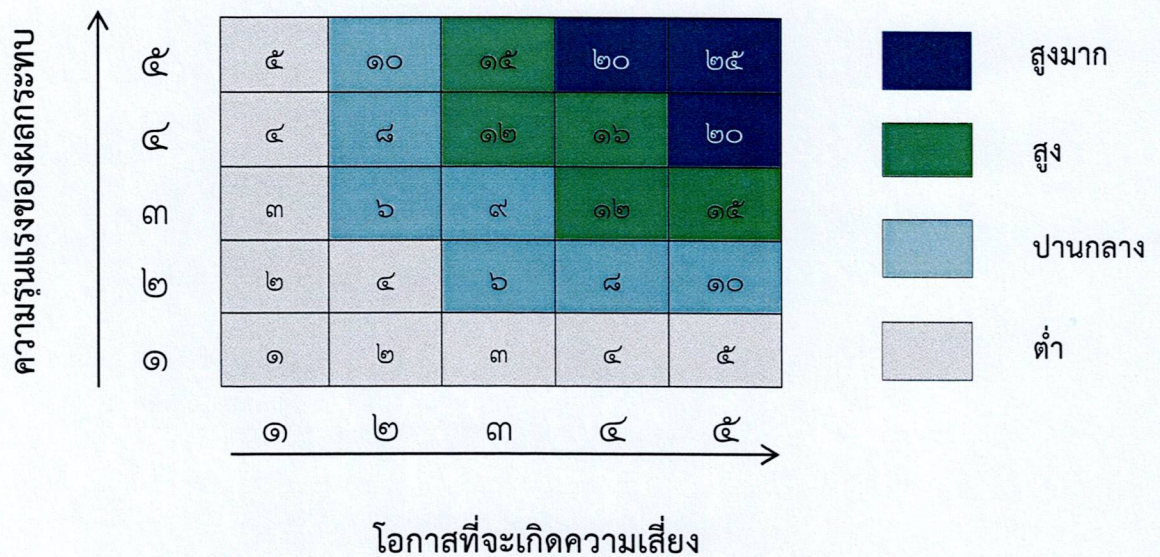 ความรุนแรงของผลกระทบ
๕ ๕ ๑๐ ๑๕ ๒๐ ๒๕
๔ ๔ ๘ ๑๒ ๑๖ ๒๐
๓ ๓ ๖ ๙ ๑๒ ๑๕
๒ ๒ ๔ ๖ ๘ ๑๐
๑ ๑ ๒ ๓ ๔ ๕
๑ ๒ ๓ ๔ ๕
โอกาสที่จะเกิดความเสี่ยง
สูงมาก
สูง
ปานกลาง
ต่ำ